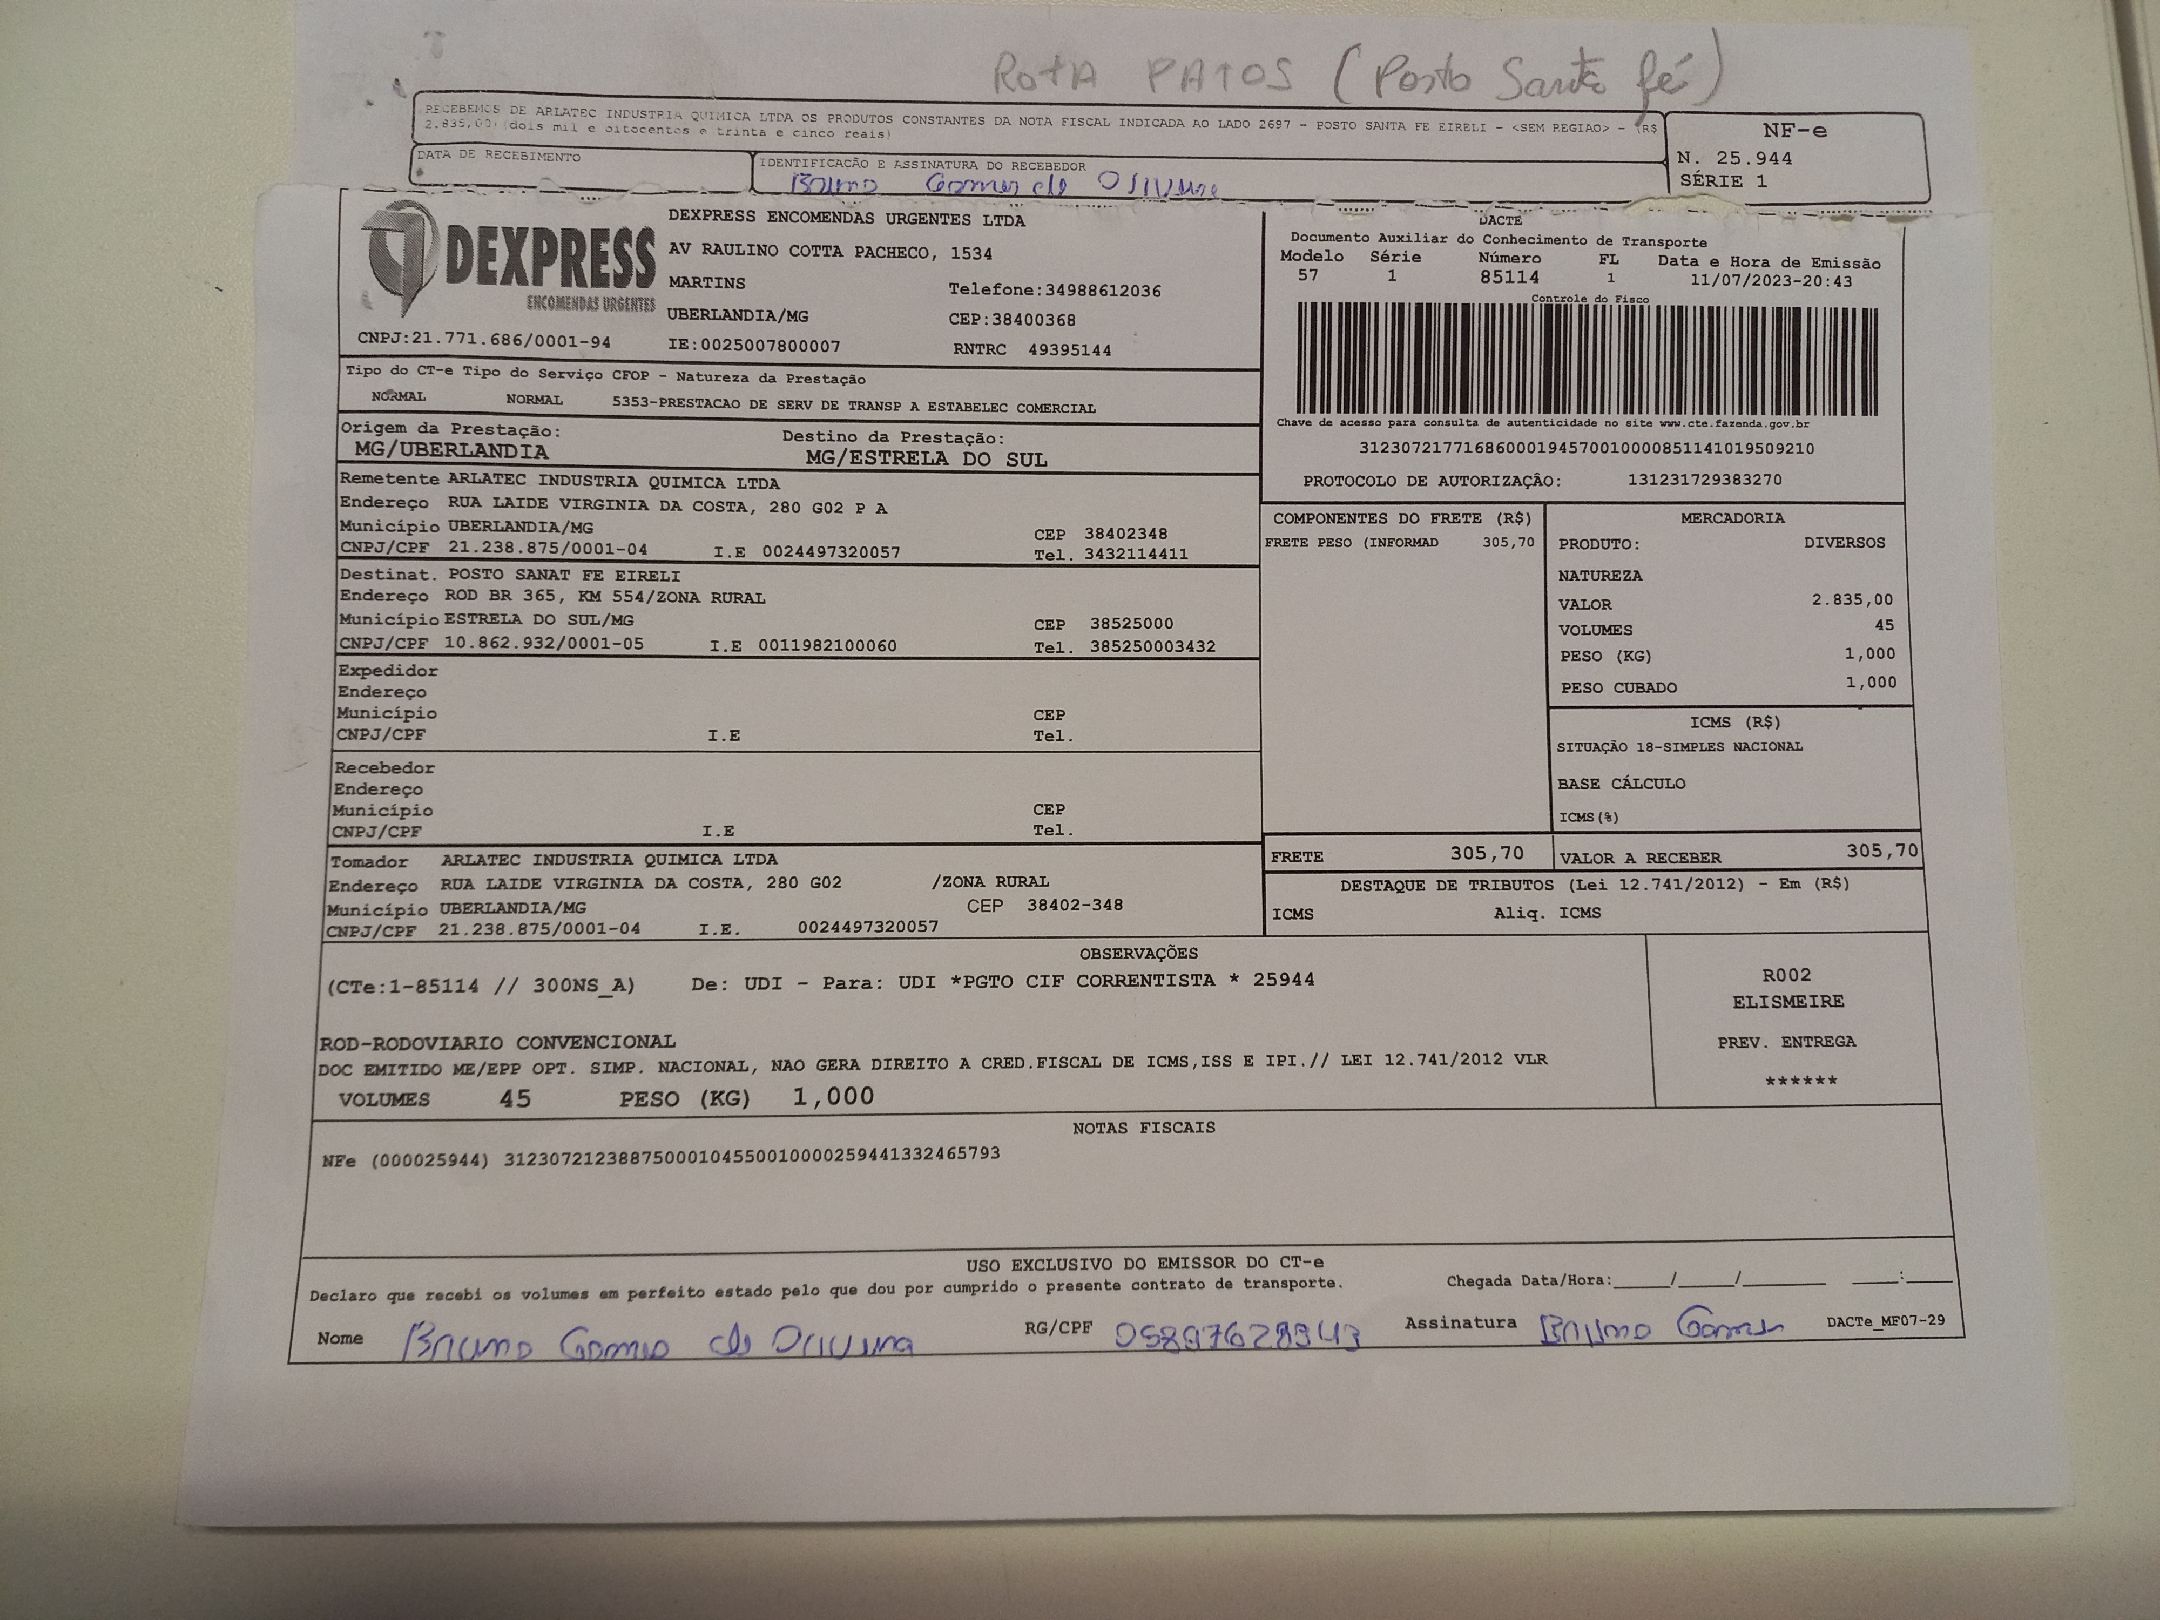 ROTA PATOS (Posto Santa fé)
RECEBEMOS DE ARLATEC INDUSTRIA QUIMICA LTDA OS PRODUTOS CONSTANTES DA NOTA FISCAL INDICADA AO LADO 2697 - POSTO SANTA FE EIRELI - <SEM REGIAO> - (R$
2.835,00) (dois mil e oitocentos e trinta e cinco reais)
NF-e
N. 25.944
SÉRIE 1
DATA DE RECEBIMENTO
IDENTIFICAÇÃO E ASSINATURA DO RECEBEDOR
Bruno Gomes de Oliveira
DEXPRESS
ENCOMENDAS URGENTES
CNPJ:21.771.686/0001-94
DEXPRESS ENCOMENDAS URGENTES LTDA
AV RAULINO COTTA PACHECO, 1534
MARTINS Telefone:34988612036
UBERLANDIA/MG CEP:38400368
IE:0025007800007 RNTRC 49395144
DACTE
Documento Auxiliar do Conhecimento de Transporte
Modelo Série Número FL Data e Hora de Emissão
57 1 85114 1 11/07/2023-20:43
Controle do Fisco
Chave de acesso para consulta de autenticidade no site www.cte.fazenda.gov.br
31230721771686000194570010000851141019509210
PROTOCOLO DE AUTORIZAÇÃO: 131231729383270
Tipo do CT-e Tipo do Serviço CFOP - Natureza da Prestação
NORMAL NORMAL 5353-PRESTACAO DE SERV DE TRANSP A ESTABELEC COMERCIAL
Origem da Prestação: Destino da Prestação:
MG/UBERLANDIA MG/ESTRELA DO SUL
Remetente ARLATEC INDUSTRIA QUIMICA LTDA
Endereço RUA LAIDE VIRGINIA DA COSTA, 280 G02 P A
Município UBERLANDIA/MG CEP 38402348
CNPJ/CPF 21.238.875/0001-04 I.E 0024497320057 Tel. 3432114411
Destinat. POSTO SANAT FE EIRELI
Endereço ROD BR 365, KM 554/ZONA RURAL
Município ESTRELA DO SUL/MG CEP 38525000
CNPJ/CPF 10.862.932/0001-05 I.E 0011982100060 Tel. 385250003432
Expedidor
Endereço
Município CEP
CNPJ/CPF I.E Tel.
Recebedor
Endereço
Município CEP
CNPJ/CPF I.E Tel.
Tomador ARLATEC INDUSTRIA QUIMICA LTDA
Endereço RUA LAIDE VIRGINIA DA COSTA, 280 G02 /ZONA RURAL
Município UBERLANDIA/MG CEP 38402-348
CNPJ/CPF 21.238.875/0001-04 I.E. 0024497320057
COMPONENTES DO FRETE (R$)
FRETE PESO (INFORMAD 305,70
MERCADORIA
PRODUTO: DIVERSOS
NATUREZA
VALOR 2.835,00
VOLUMES 45
PESO (KG) 1,000
PESO CUBADO 1,000
ICMS (R$)
SITUAÇÃO 18-SIMPLES NACIONAL
BASE CÁLCULO
ICMS(%)
FRETE 305,70 VALOR A RECEBER 305,70
DESTAQUE DE TRIBUTOS (Lei 12.741/2012) - Em (R$)
ICMS Aliq. ICMS
OBSERVAÇÕES
(CTe:1-85114 // 300NS_A) De: UDI - Para: UDI *PGTO CIF CORRENTISTA * 25944
ROD-RODOVIARIO CONVENCIONAL
DOC EMITIDO ME/EPP OPT. SIMP. NACIONAL, NAO GERA DIREITO A CRED.FISCAL DE ICMS,ISS E IPI.// LEI 12.741/2012 VLR
VOLUMES 45 PESO (KG) 1,000
R002
ELISMEIRE
PREV. ENTREGA
******
NOTAS FISCAIS
NFe (000025944) 31230721238875000104550010000259441332465793
USO EXCLUSIVO DO EMISSOR DO CT-e
Declaro que recebi os volumes em perfeito estado pelo que dou por cumprido o presente contrato de transporte. Chegada Data/Hora:_____/_____/_______ ____:____
Nome Bruno Gomes de Oliveira RG/CPF 05897628943 Assinatura Bruno Gomes DACTe_MF07-29